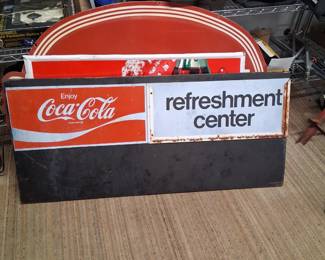 Enjoy
Coca-Cola
refreshment
center